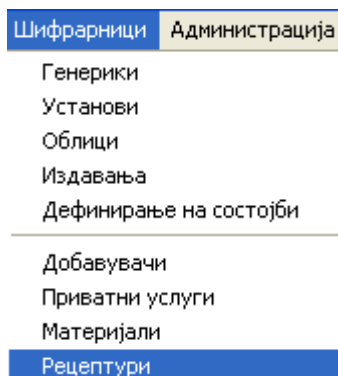 Шифрарници Администрација
Генерики
Установи
Облици
Издавања
Дефинирање на состојби
Добавувачи
Приватни услуги
Материјали
Рецептури